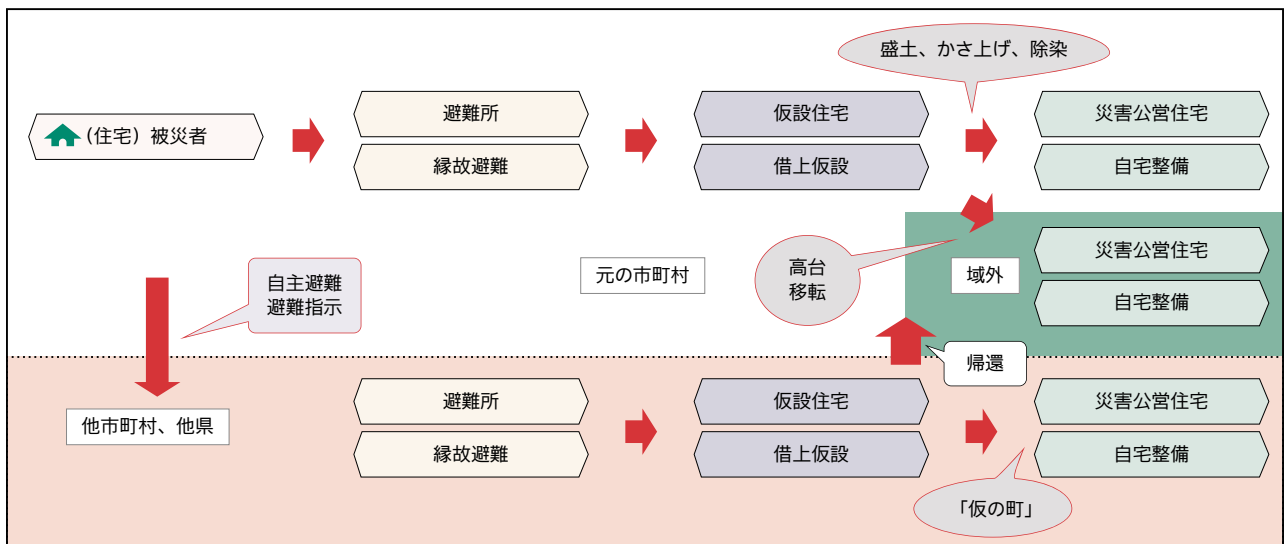 盛土、かさ上げ、除染
(住宅）被災者
避難所
縁故避難
仮設住宅
借上仮設
災害公営住宅
自宅整備
自主避難
避難指示
元の市町村
高台
移転
域外
災害公営住宅
自宅整備
帰還
他市町村、他県
避難所
縁故避難
仮設住宅
借上仮設
災害公営住宅
自宅整備
「仮の町」